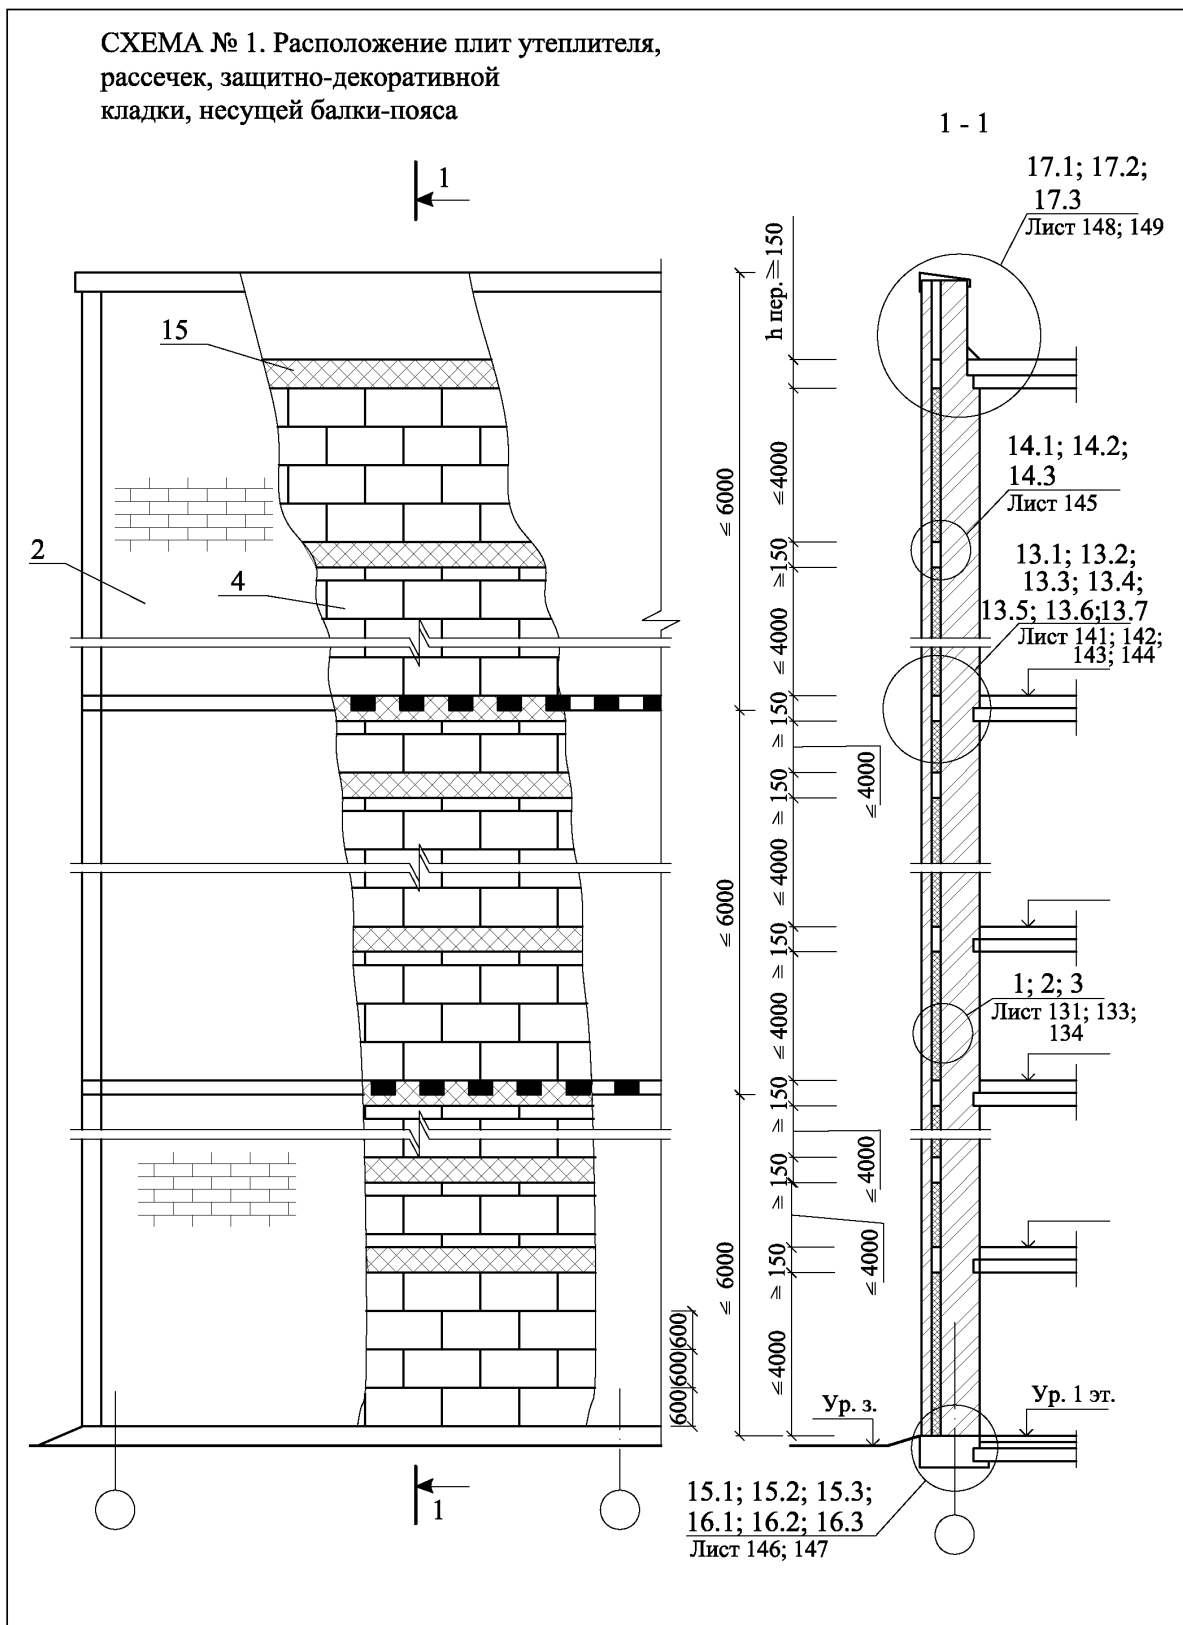 СХЕМА № 1. Расположение плит утеплителя,
рассечек, защитно-декоративной
кладки, несущей балки-пояса
1 - 1
17.1; 17.2;
17.3
Лист 148; 149
1
15
h пер. ≥ 150
≤ 6000
≤4000
14.1; 14.2;
14.3
Лист 145
2
4
≥150
13.1; 13.2;
13.3; 13.4;
13.5; 13.6;13.7
Лист 141; 142;
143; 144
≤4000
≥ 150
≤ 4000
≥ 150
≤ 6000
≤ 4000
≥ 150
≤ 4000
1; 2; 3
Лист 131; 133;
134
≥ 150
≤ 4000
≥ 150
≤ 4000
≥ 150
≤ 6000
≤4000
600
600
600
Ур. з.
Ур. 1 эт.
1
15.1; 15.2; 15.3;
16.1; 16.2; 16.3
Лист 146; 147